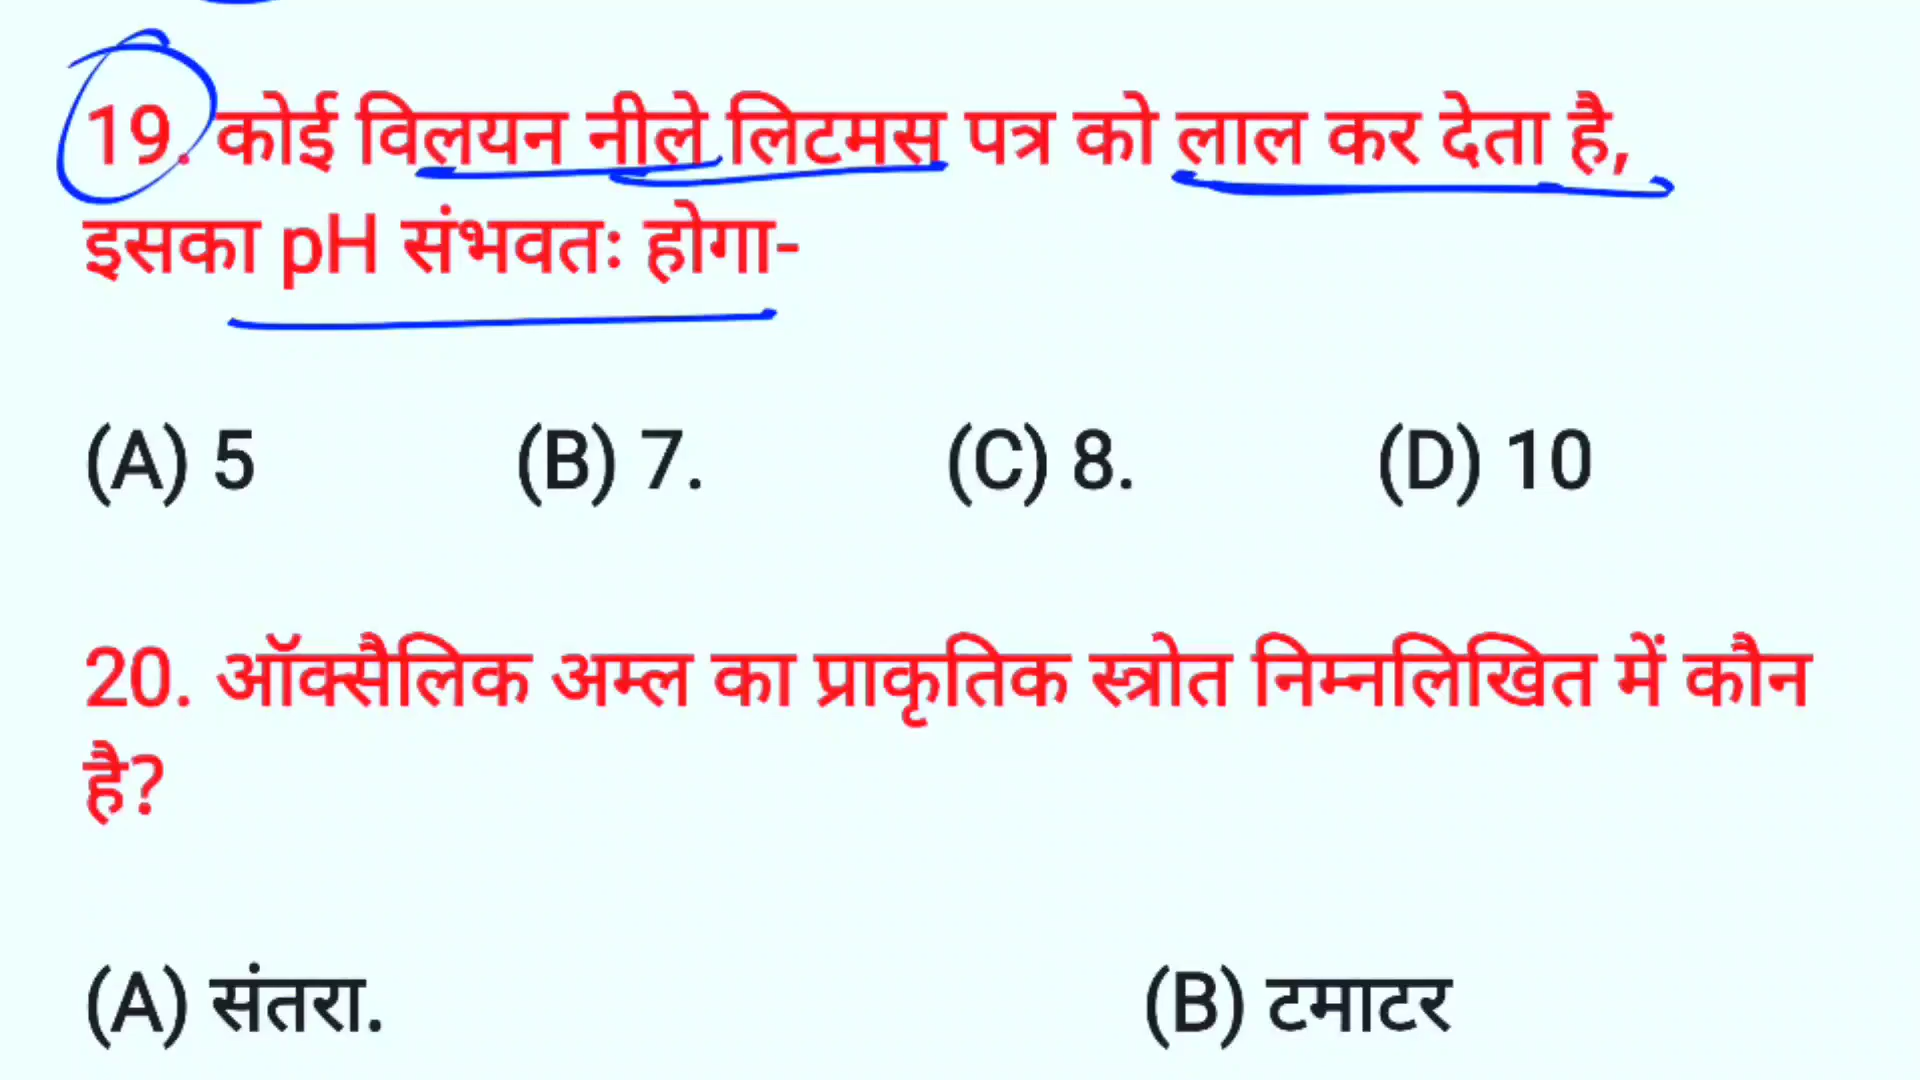 19. कोई विलयन नीले लिटमस पत्र को लाल कर देता है,
इसका pH संभवतः होगा-
(A) 5 (B) 7. (C) 8. (D) 10
20. ऑक्सैलिक अम्ल का प्राकृतिक स्त्रोत निम्नलिखित में कौन
है?
(A) संतरा. (B) टमाटर